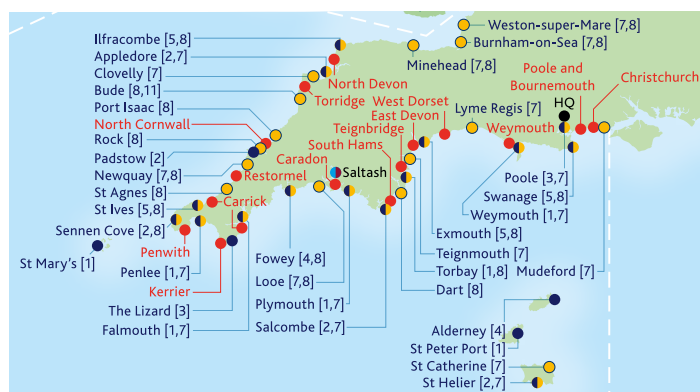 Ilfracombe [5,8]
Appledore [2,7]
Clovelly [7]
Bude [8,11]
Port Isaac [8]
North Cornwall
Rock [8]
Padstow [2]
Newquay [7,8]
St Agnes [8]
St Ives [5,8]
Sennen Cove [2,8]
St Mary's [1]
Penwith
Penlee [1,7]
Kerrier
The Lizard [3]
Falmouth [1,7]
North Devon
Torridge
Restormel
Carrick
Caradon
Saltash
South Hams
Teignbridge
East Devon
West Dorset
Fowey [4,8]
Looe [7,8]
Plymouth [1,7]
Salcombe [2,7]
Weston-super-Mare [7,8]
Burnham-on-Sea [7,8]
Minehead [7,8]
Lyme Regis [7]
Weymouth
HQ
Poole and
Bournemouth
Christchurch
Poole [3,7]
Swanage [5,8]
Weymouth [1,7]
Exmouth [5,8]
Teignmouth [7]
Torbay [1,8]
Mudeford [7]
Dart [8]
Alderney [4]
St Peter Port [1]
St Catherine [7]
St Helier [2,7]